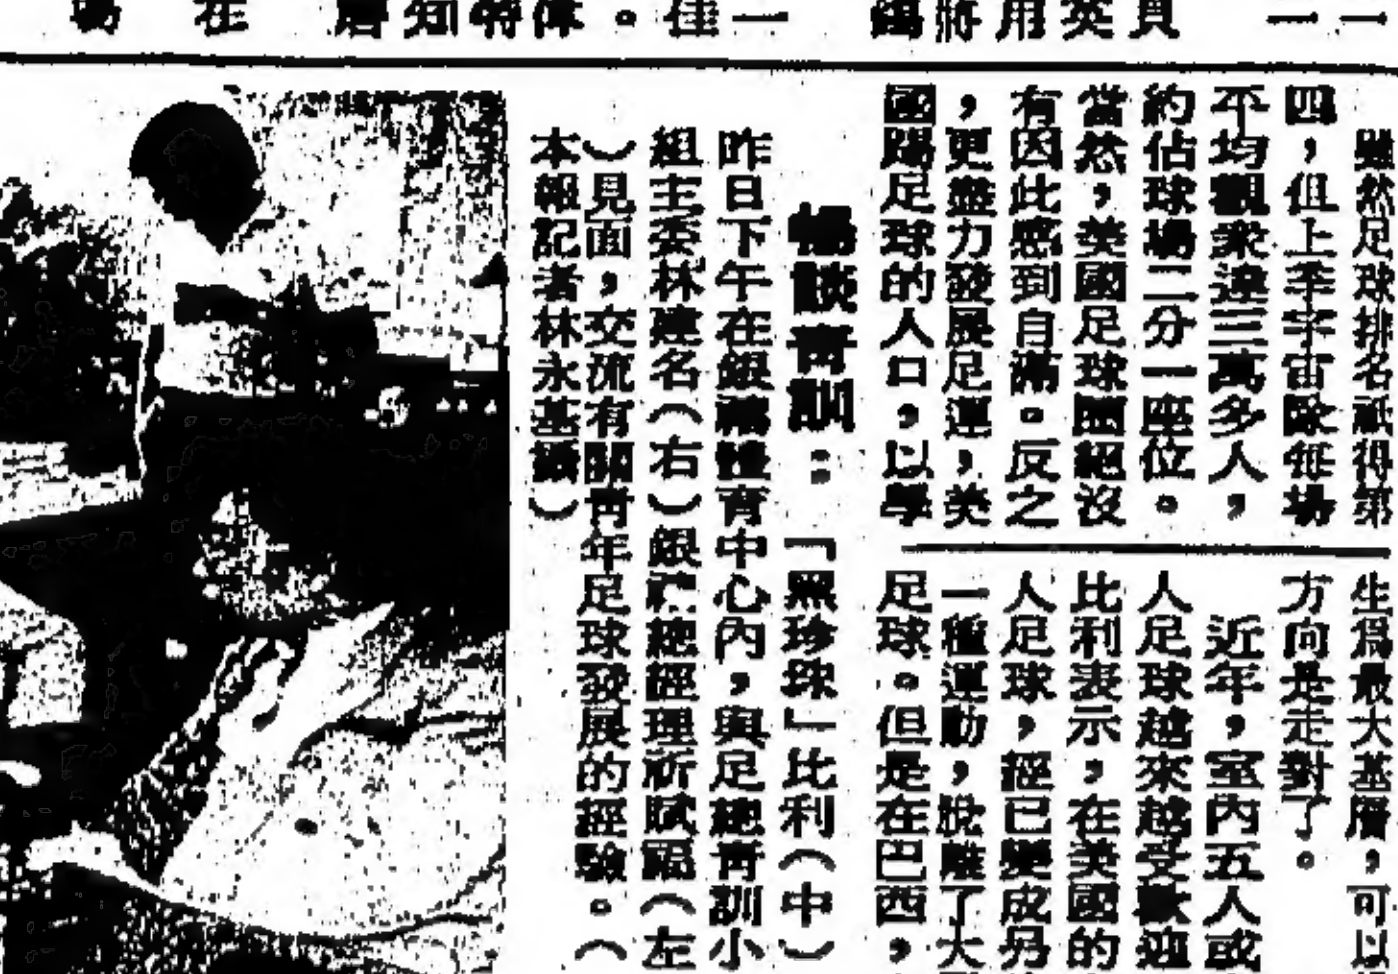 雖然足球排名祇得第
四，但上季宇宙隊每場
平均觀衆達三萬多人，
約佔球場二分一座位。
當然，美國足球圈絕沒
有因此感到自滿。反之
，更盡力發展足運，美
國踢足球的人口，以學
生爲最大基層，可以
方向是走對了。
近年，室內五人或
人足球越來越受歡迎
比利表示，在美國的
人足球，經已變成另
一種運動，脫離了大
足球。但是在巴西，
暢談青訓：「黑珍珠」比利（中）
昨日下午在銀禧體育中心內，與足總青訓小
組主委林建名（右）銀禧總經理祈賦福（左
）見面，交流有關青年足球發展的經驗。（
本報記者林永基攝）